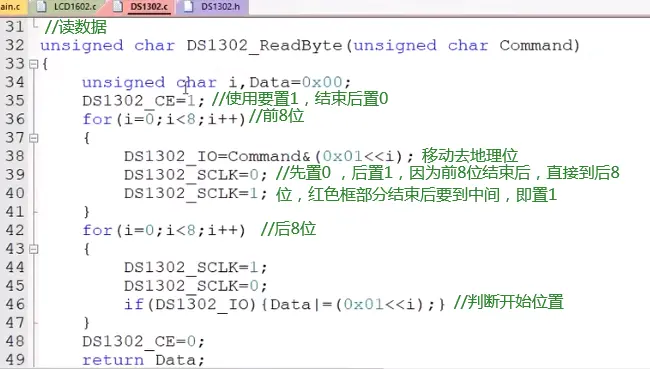 ain.c LCD1602.c DS1302.c DS1302.h
31 //读数据
32 unsigned char DS1302_ReadByte(unsigned char Command)
33 {
34 unsigned char i,Data=0x00;
35 DS1302_CE=1; //使用要置1，结束后置0
36 for(i=0;i<8;i++)//前8位
37 {
38 DS1302_IO=Command&(0x01<<i); 移动去地理位
39 DS1302_SCLK=0; //先置0 ，后置1，因为前8位结束后，直接到后8
40 DS1302_SCLK=1; 位，红色框部分结束后要到中间，即置1
41 }
42 for(i=0;i<8;i++) //后8位
43 {
44 DS1302_SCLK=1;
45 DS1302_SCLK=0;
46 if(DS1302_IO){Data|=(0x01<<i);} //判断开始位置
47 }
48 DS1302_CE=0;
49 return Data;